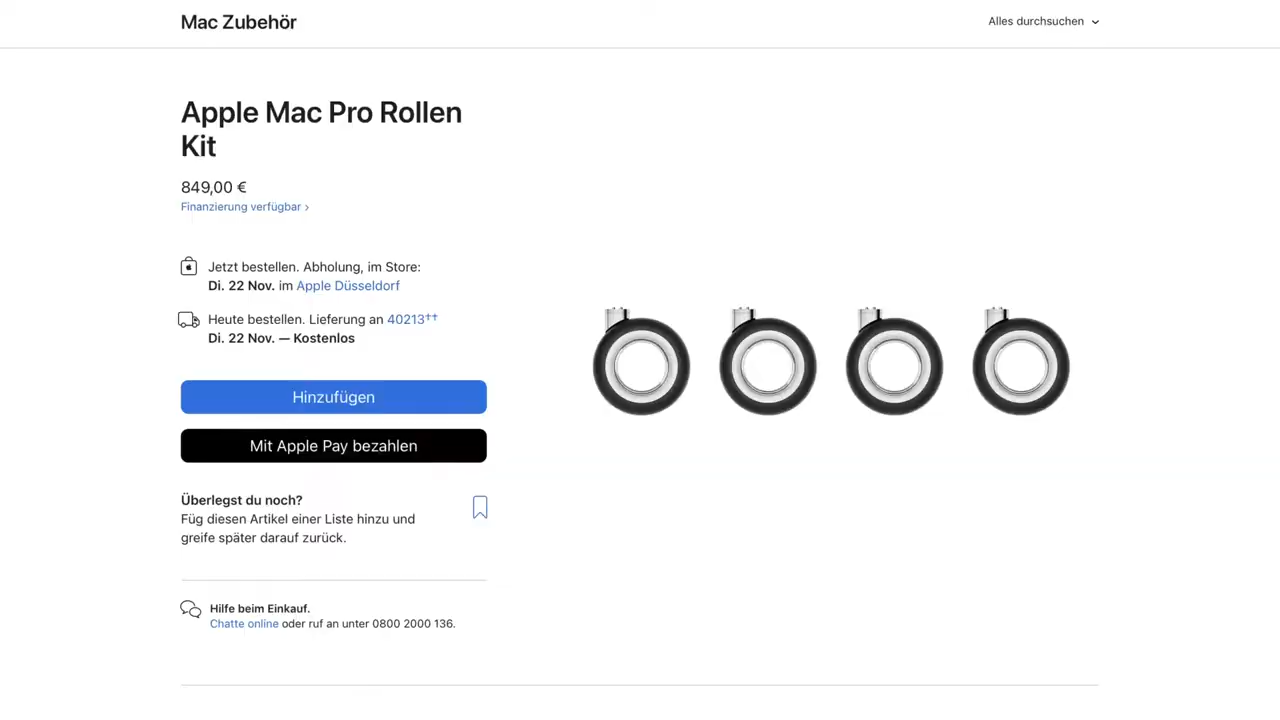 Mac Zubehör
Alles durchsuchen
Apple Mac Pro Rollen
Kit
849,00 €
Finanzierung verfügbar ›
Jetzt bestellen. Abholung, im Store:
Di. 22 Nov. im Apple Düsseldorf
Heute bestellen. Lieferung an 40213††
Di. 22 Nov. — Kostenlos
Hinzufügen
Mit Apple Pay bezahlen
Überlegst du noch?
Füg diesen Artikel einer Liste hinzu und
greife später darauf zurück.
Hilfe beim Einkauf.
Chatte online oder ruf an unter 0800 2000 136.